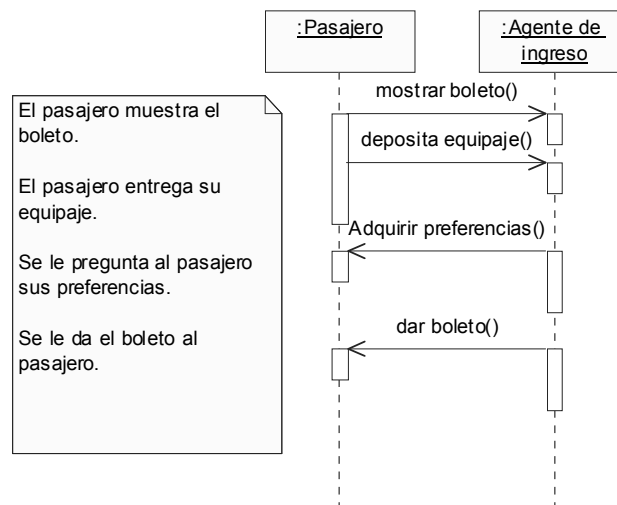 :Pasajero
:Agente de
ingreso
El pasajero muestra el
boleto.
El pasajero entrega su
equipaje.
Se le pregunta al pasajero
sus preferencias.
Se le da el boleto al
pasajero.
mostrar boleto()
deposita equipaje()
Adquirir preferencias()
dar boleto()